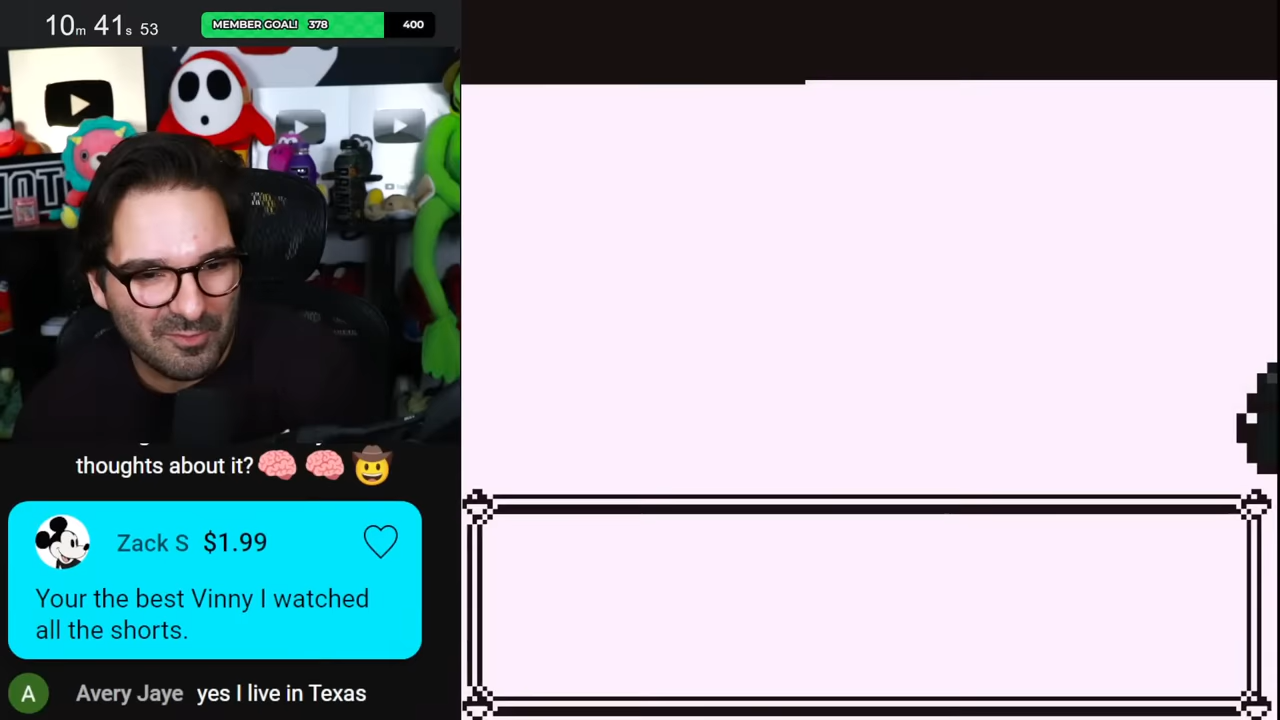 10m 41s 53
MEMBER GOAL! 378
400
thoughts about it?🧠 🧠 🤠
Zack S $1.99
Your the best Vinny I watched
all the shorts.
A
Avery Jaye yes I live in Texas